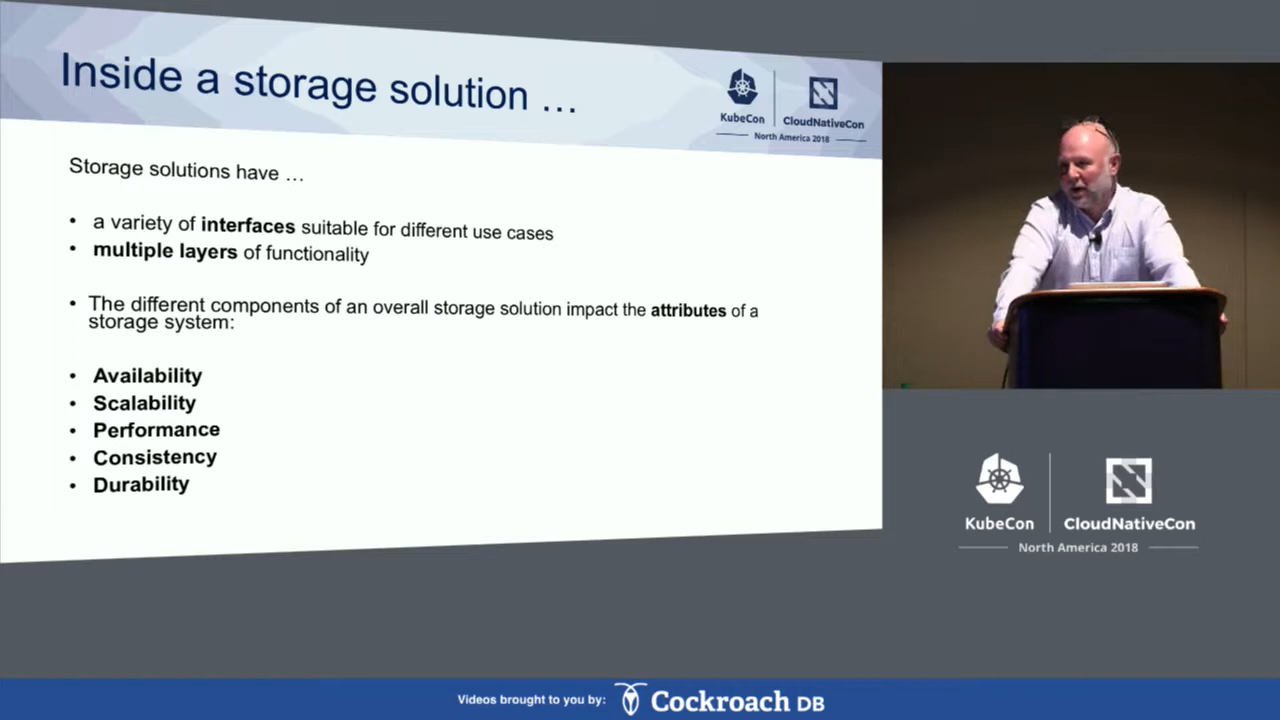 Inside a storage solution …
KubeCon
CloudNativeCon
North America 2018
Storage solutions have …
• a variety of interfaces suitable for different use cases
• multiple layers of functionality
• The different components of an overall storage solution impact the attributes of a
storage system:
• Availability
• Scalability
• Performance
• Consistency
• Durability
KubeCon
CloudNativeCon
North America 2018
Videos brought to you by:
Cockroach DB